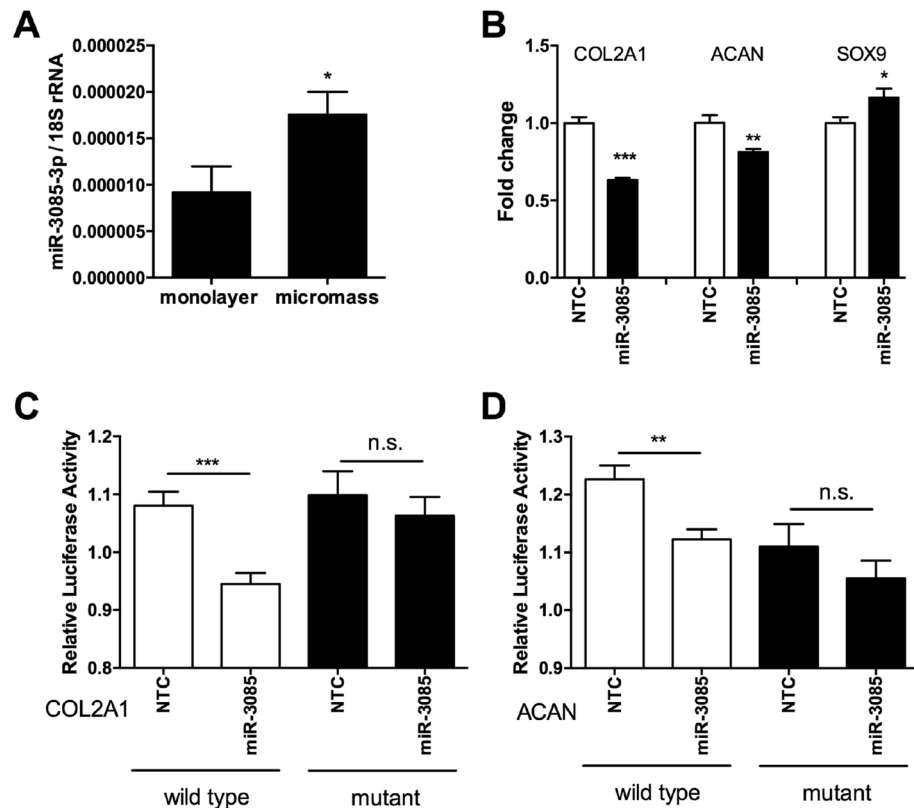 A
miR-3085-3p / 18S rRNA
0.000025
0.000020
0.000015
0.000010
0.000005
0.000000
*
monolayer
micromass
B
Fold change
1.5
1.0
0.5
0.0
COL2A1
ACAN
SOX9
***
**
*
NTC
miR-3085
NTC
miR-3085
NTC
miR-3085
C
Relative Luciferase Activity
1.2
1.1
1.0
0.9
0.8
***
n.s.
COL2A1
NTC
miR-3085
NTC
miR-3085
wild type
mutant
D
Relative Luciferase Activity
1.3
1.2
1.1
1.0
0.9
**
n.s.
ACAN
NTC
miR-3085
NTC
miR-3085
wild type
mutant